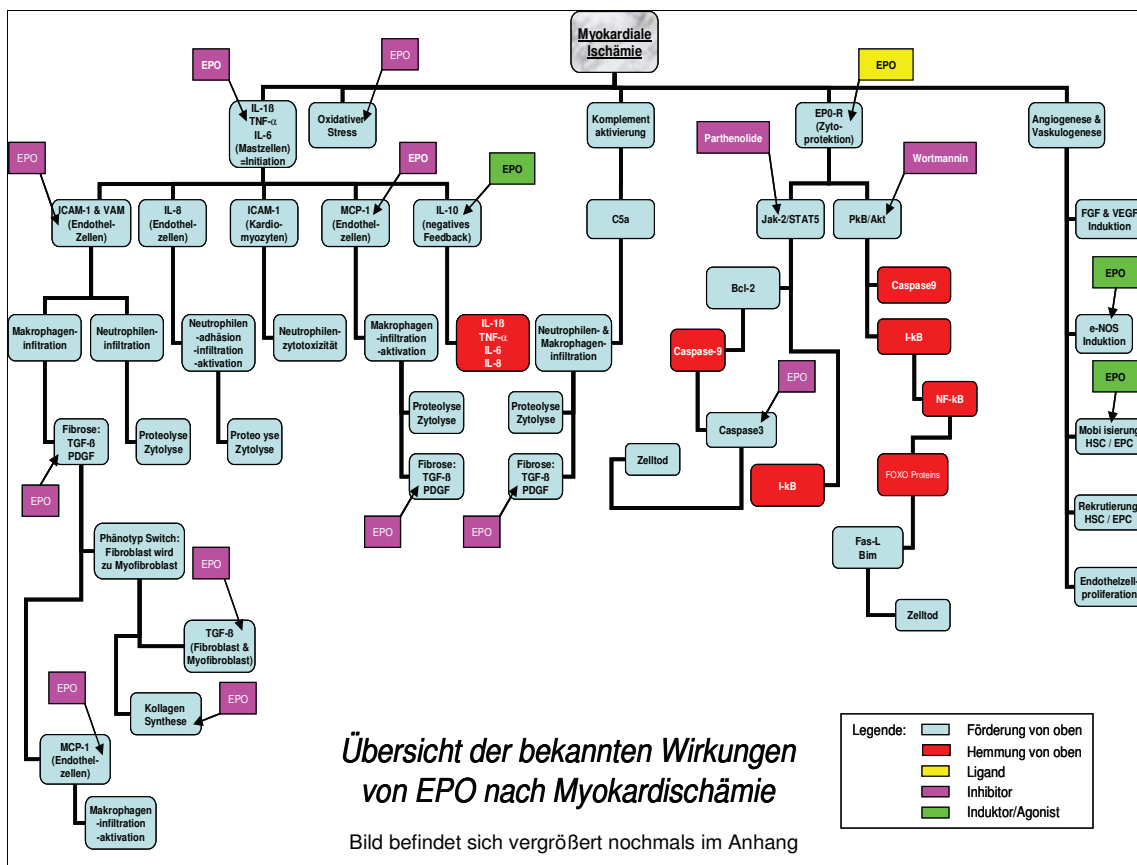 Myokardiale
Ischämie
EPO
EPO
EPO
IL-1ß
TNF-α
IL-6
(Mastzellen)
=Initiation
Oxidativer
Stress
Komplement
aktivierung
EP0-R
(Zyto-
protektion)
Angiogenese &
Vaskulogenese
EPO
EPO
EPO
Parthenolide
Wortmannin
ICAM-1 & VAM
(Endothel-
Zellen)
IL-8
(Endothel-
zellen)
ICAM-1
(Kardio-
myozyten)
MCP-1
(Endothel-
zellen)
IL-10
(negatives
Feedback)
C5a
Jak-2/STAT5
PkB/Akt
FGF & VEGF
Induktion
EPO
Bcl-2
Caspase9
Makrophagen-
infitration
Neutrophilen-
infiltration
Neutrophilen
-adhäsion
-infiltration
-aktivation
Neutrophilen-
zytotoxizität
Makrophagen
-infiltration
-aktivation
IL-1ß
TNF-α
IL-6
IL-8
Neutrophilen- &
Makrophagen-
infiltration
Caspase-9
I-kB
e-NOS
Induktion
EPO
EPO
NF-kB
Proteolyse
Zytolyse
Proteolyse
Zytolyse
Fibrose:
TGF-ß
PDGF
Proteolyse
Zytolyse
Proteo yse
Zytolyse
Caspase3
Mobi isierung
HSC / EPC
Zelltod
Fibrose:
TGF-ß
PDGF
Fibrose:
TGF-ß
PDGF
I-kB
FOXO Proteins
EPO
EPO
EPO
Rekrutierung
HSC / EPC
Phänotyp Switch:
Fibroblast wird
zu Myofibroblast
EPO
Fas-L
Bim
Endothelzell-
proliferation
Zelltod
TGF-ß
(Fibroblast &
Myofibroblast)
EPO
EPO
Kollagen
Synthese
MCP-1
(Endothel-
zellen)
Makrophagen
-infiltration
-aktivation
Übersicht der bekannten Wirkungen
von EPO nach Myokardischämie
Bild befindet sich vergrößert nochmals im Anhang
Legende:
Förderung von oben
Hemmung von oben
Ligand
Inhibitor
Induktor/Agonist